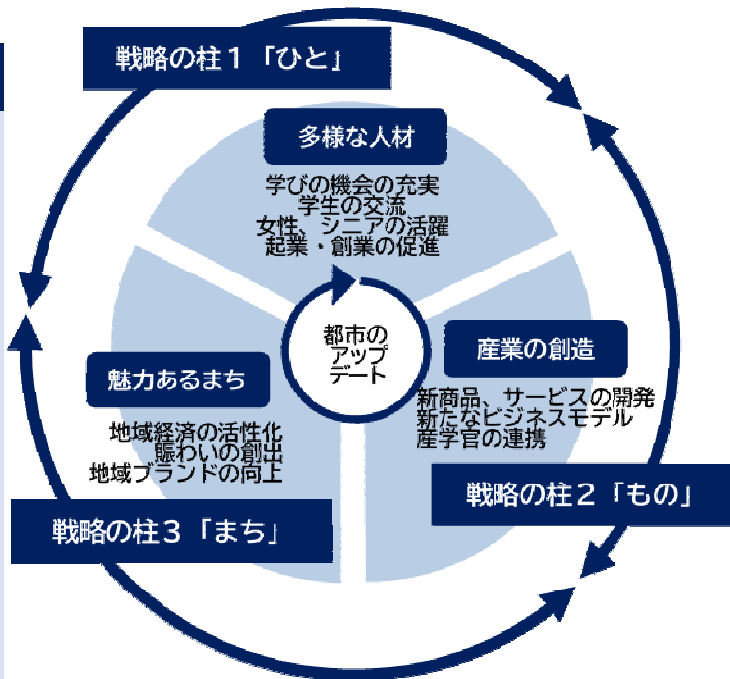 戦略の柱１「ひと」
多様な人材
学びの機会の充実
学生の交流
女性、シニアの活躍
起業・創業の促進
都市の
アップ
デート
産業の創造
新商品、サービスの開発
新たなビジネスモデル
産学官の連携
戦略の柱２「もの」
魅力あるまち
地域経済の活性化
賑わいの創出
地域ブランドの向上
戦略の柱３「まち」